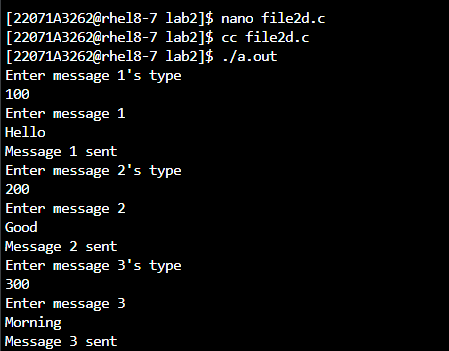 [22071A3262@rhel8-7 lab2]$ nano file2d.c
[22071A3262@rhel8-7 lab2]$ cc file2d.c
[22071A3262@rhel8-7 lab2]$ ./a.out
Enter message 1's type
100
Enter message 1
Hello
Message 1 sent
Enter message 2's type
200
Enter message 2
Good
Message 2 sent
Enter message 3's type
300
Enter message 3
Morning
Message 3 sent